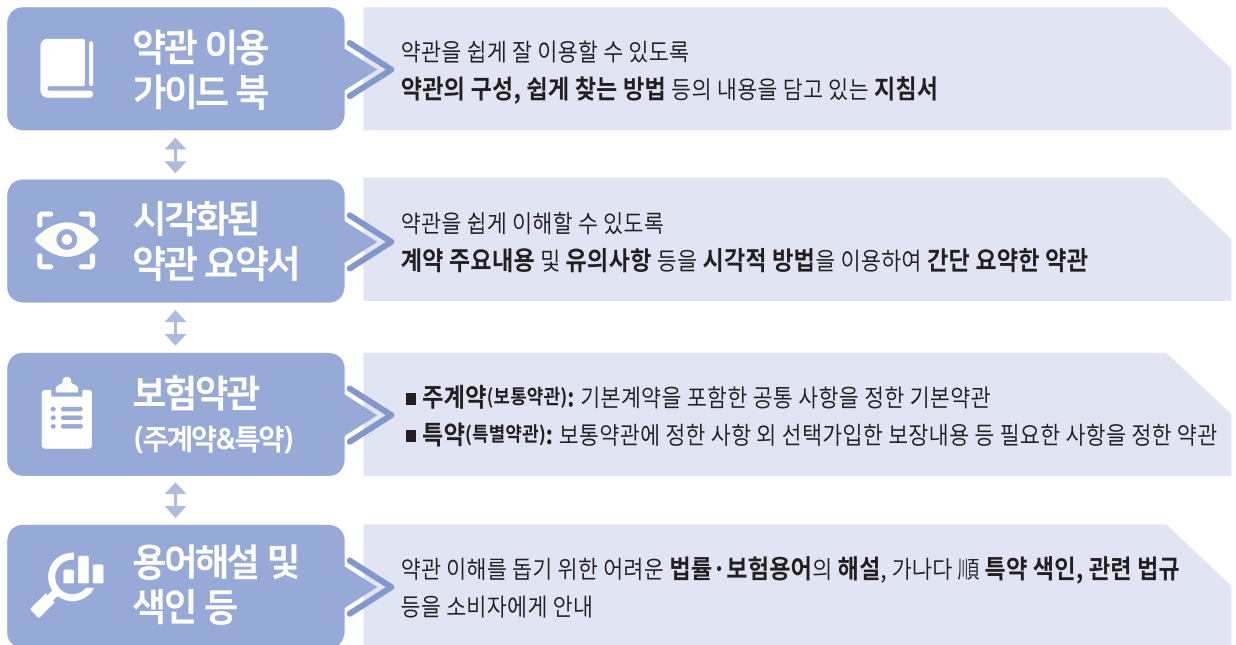 약관 이용
가이드 북
약관을 쉽게 잘 이용할 수 있도록
약관의 구성, 쉽게 찾는 방법 등의 내용을 담고 있는 지침서
시각화된
약관 요약서
약관을 쉽게 이해할 수 있도록
계약 주요내용 및 유의사항 등을 시각적 방법을 이용하여 간단 요약한 약관
보험약관
(주계약&특약)
■ 주계약(보통약관): 기본계약을 포함한 공통 사항을 정한 기본약관
■ 특약(특별약관): 보통약관에 정한 사항 외 선택가입한 보장내용 등 필요한 사항을 정한 약관
용어해설 및
색인 등
약관 이해를 돕기 위한 어려운 법률·보험용어의 해설, 가나다 順 특약 색인, 관련 법규
등을 소비자에게 안내